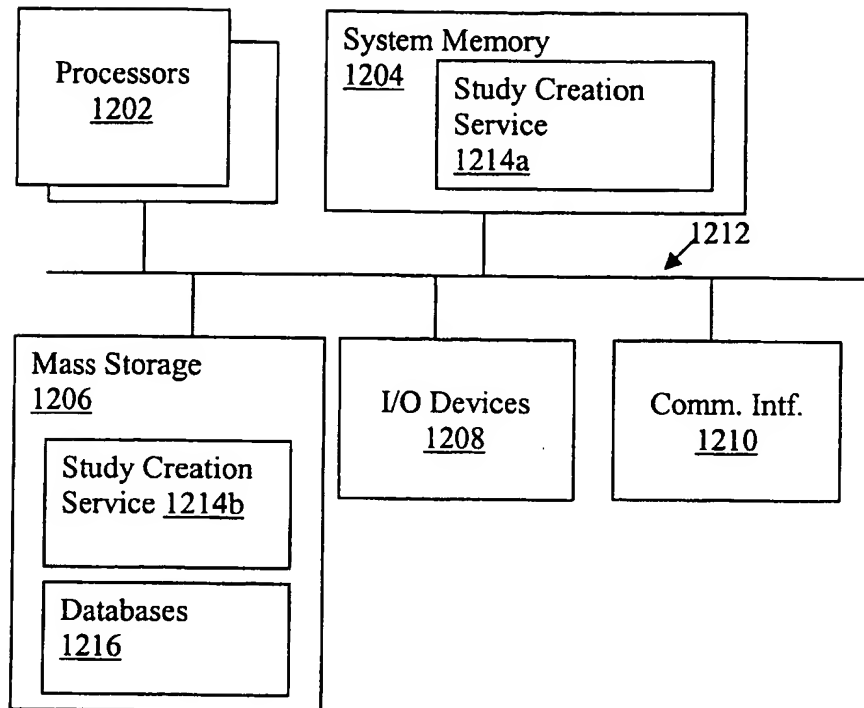 Processors
1202
System Memory
1204
Study Creation
Service
1214a
1212
Mass Storage
1206
Study Creation
Service 1214b
Databases
1216
I/O Devices
1208
Comm. Intf.
1210